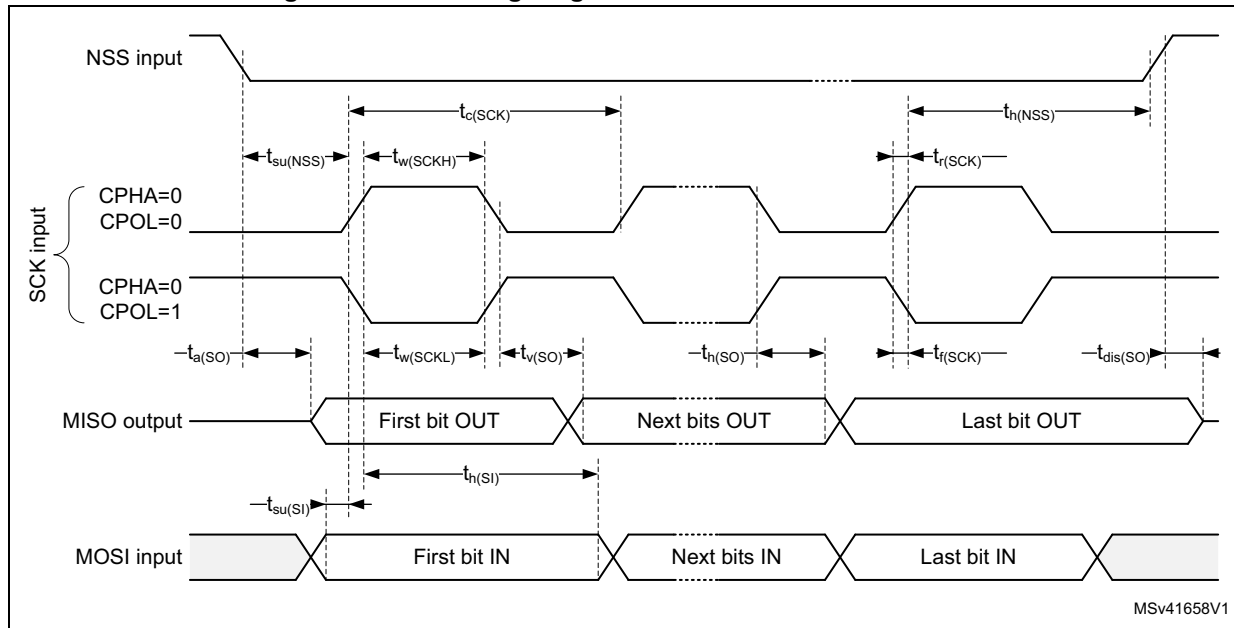 NSS input
tc(SCK)
th(NSS)
tsu(NSS)
tw(SCKH)
tr(SCK)
SCK input
CPHA=0
CPOL=0
CPHA=0
CPOL=1
ta(SO)
tw(SCKL)
tv(SO)
th(SO)
tf(SCK)
tdis(SO)
MISO output
First bit OUT
Next bits OUT
Last bit OUT
th(SI)
tsu(SI)
MOSI input
First bit IN
Next bits IN
Last bit IN
MSv41658V1